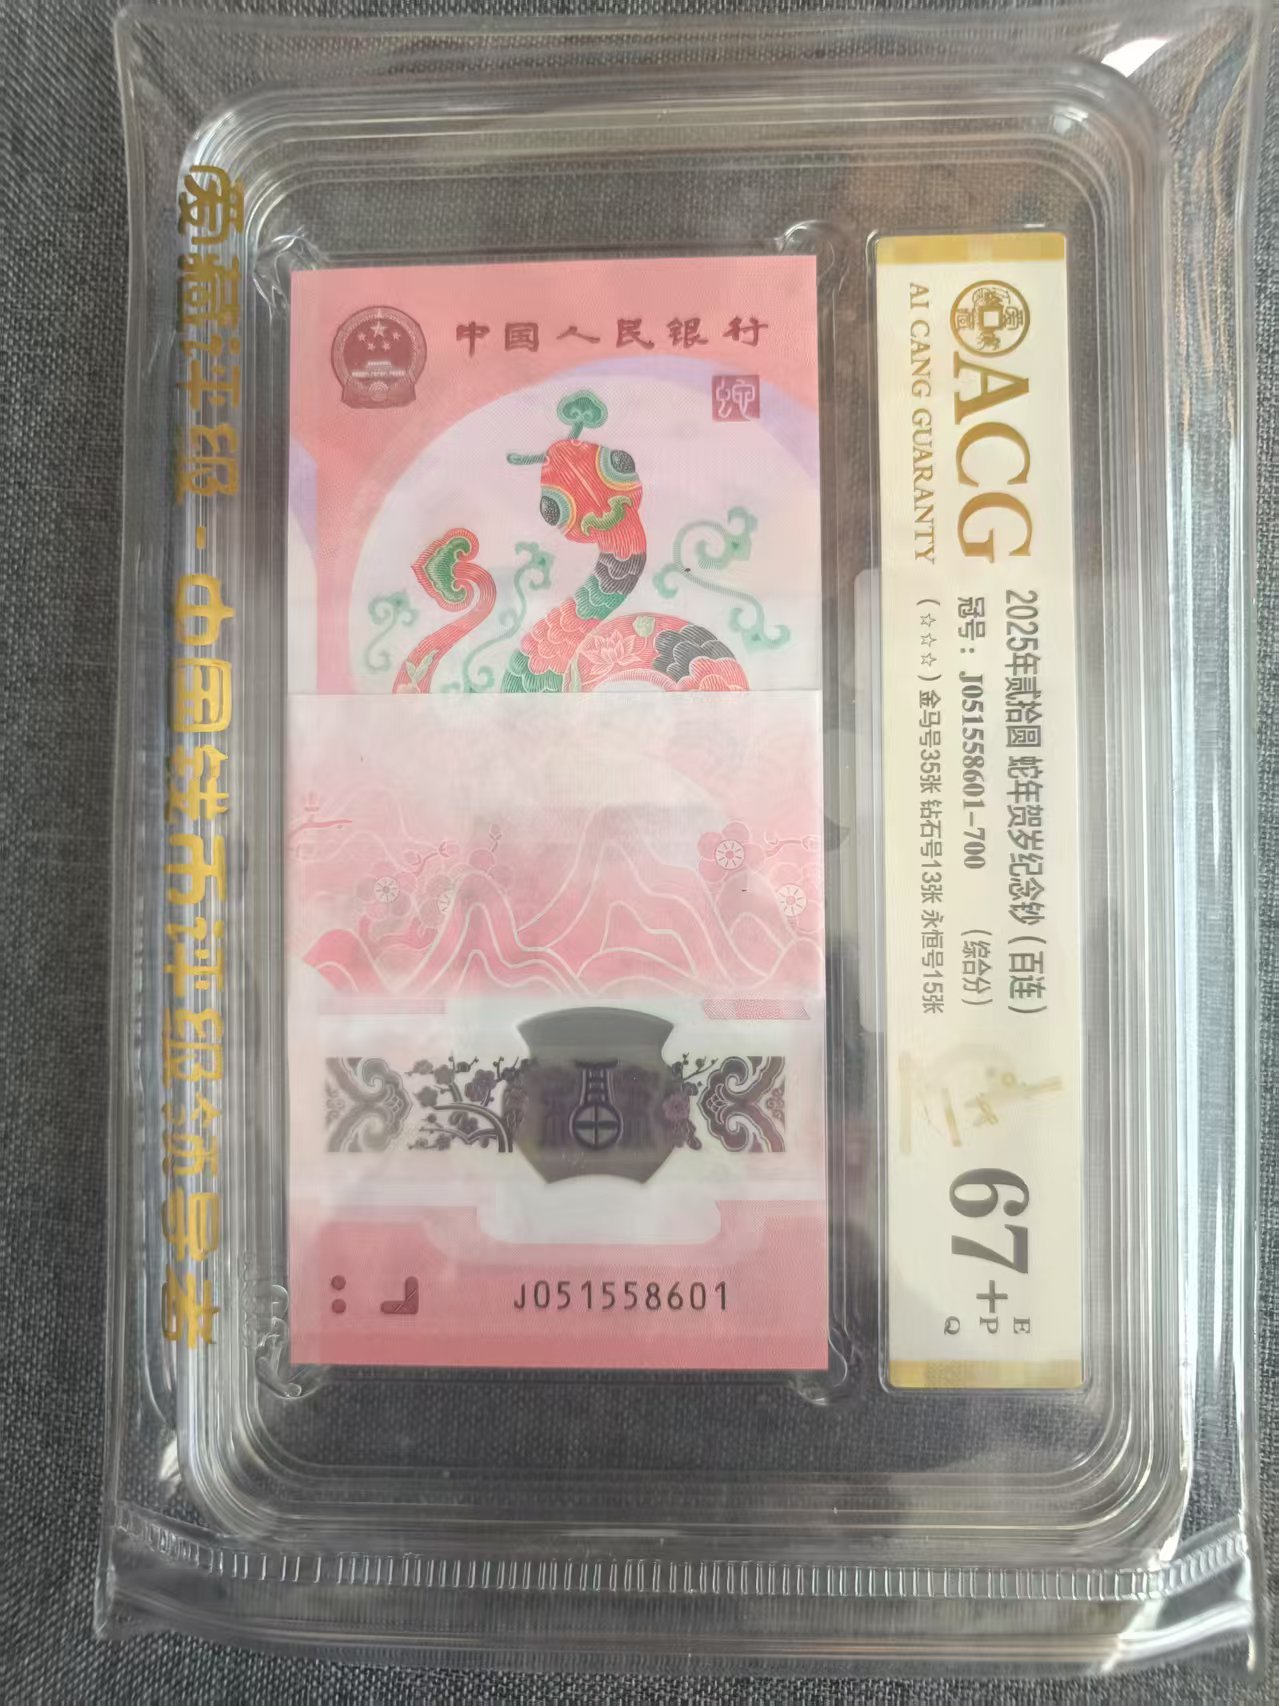 爱藏评级 - 中国钱币评级领导者
中国人民银行
蛇
J051558601
ACG
AI CANG GUARANTY
2025年贰拾圆 蛇年贺岁纪念钞（百连）
冠号：J051558601-700 （综合分）
（☆☆☆）金马号35张 钻石号13张 永恒号15张
67+
E
P
Q